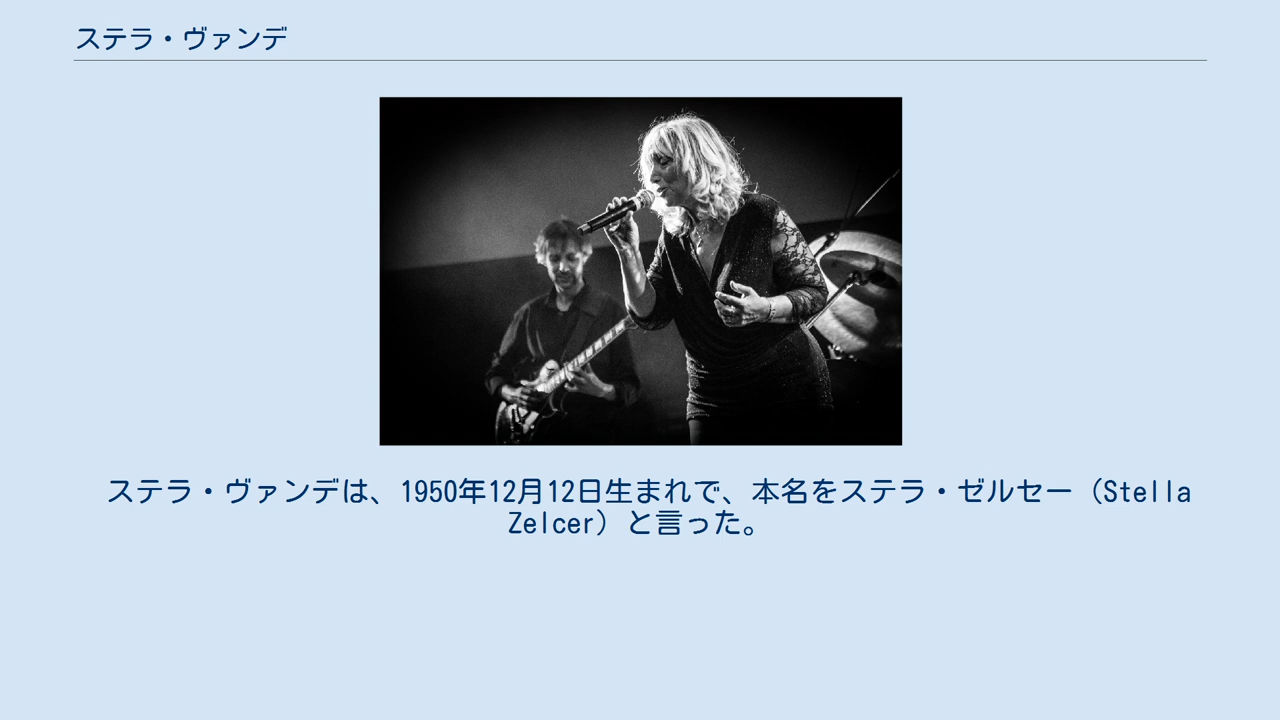 ステラ・ヴァンデ
ステラ・ヴァンデは、1950年12月12日生まれで、本名をステラ・ゼルセー（Stella
Zelcer）と言った。